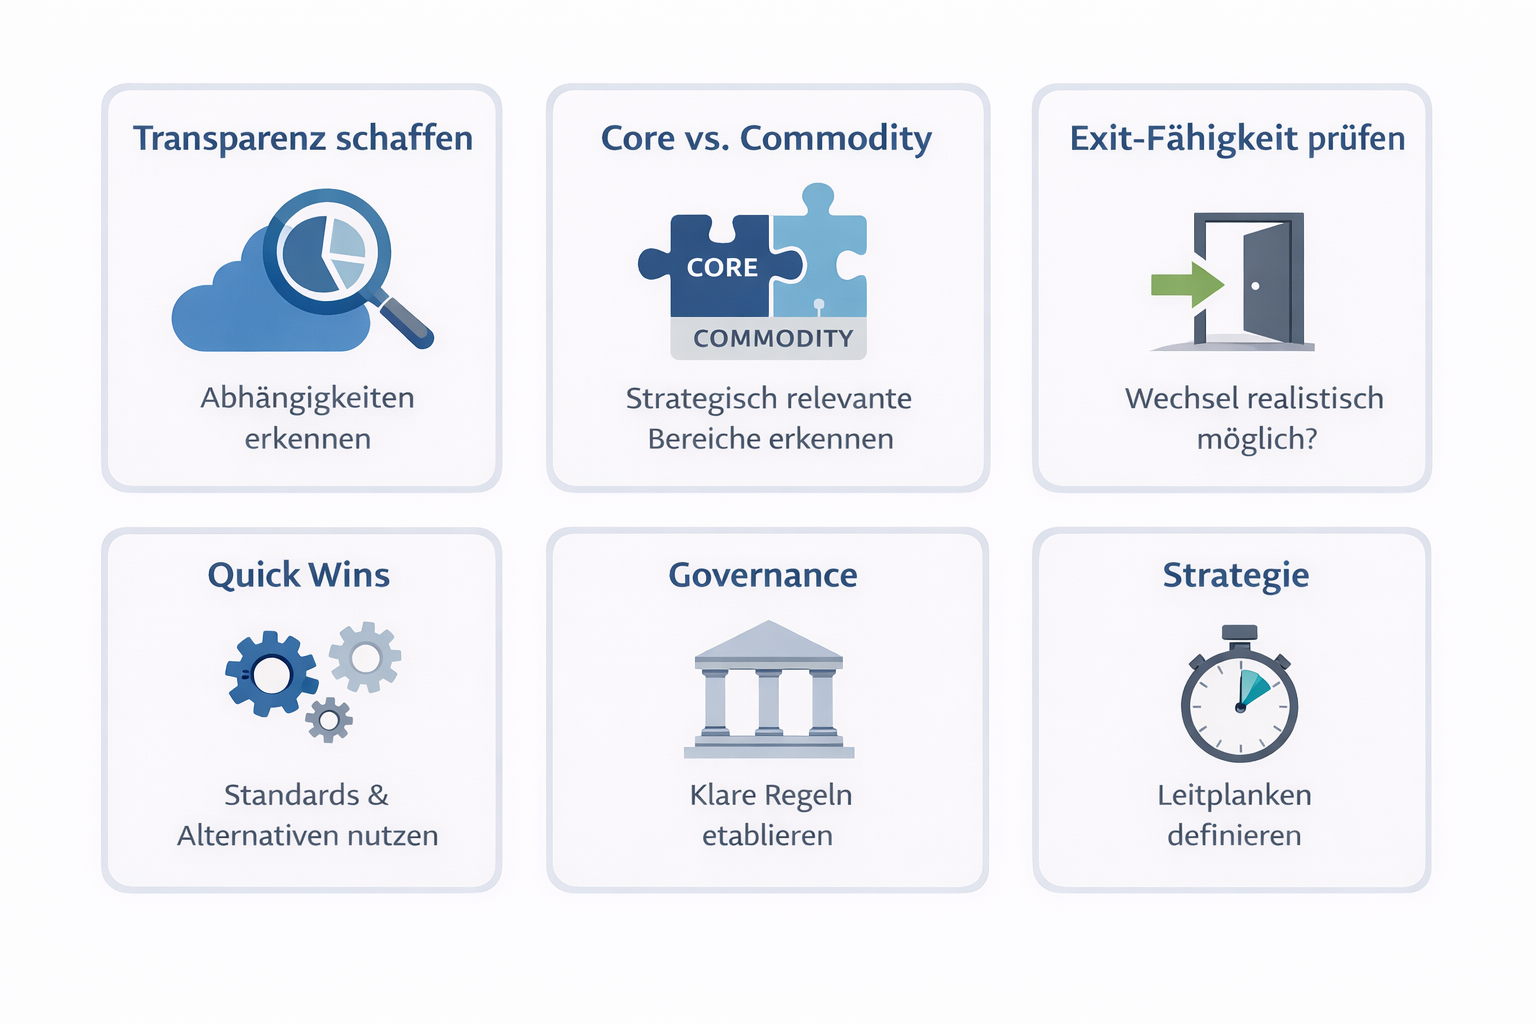 Transparenz schaffen
Abhängigkeiten
erkennen
Core vs. Commodity
CORE
COMMODITY
Strategisch relevante
Bereiche erkennen
Exit-Fähigkeit prüfen
Wechsel realistisch
möglich?
Quick Wins
Standards &
Alternativen nutzen
Governance
Klare Regeln
etablieren
Strategie
Leitplanken
definieren